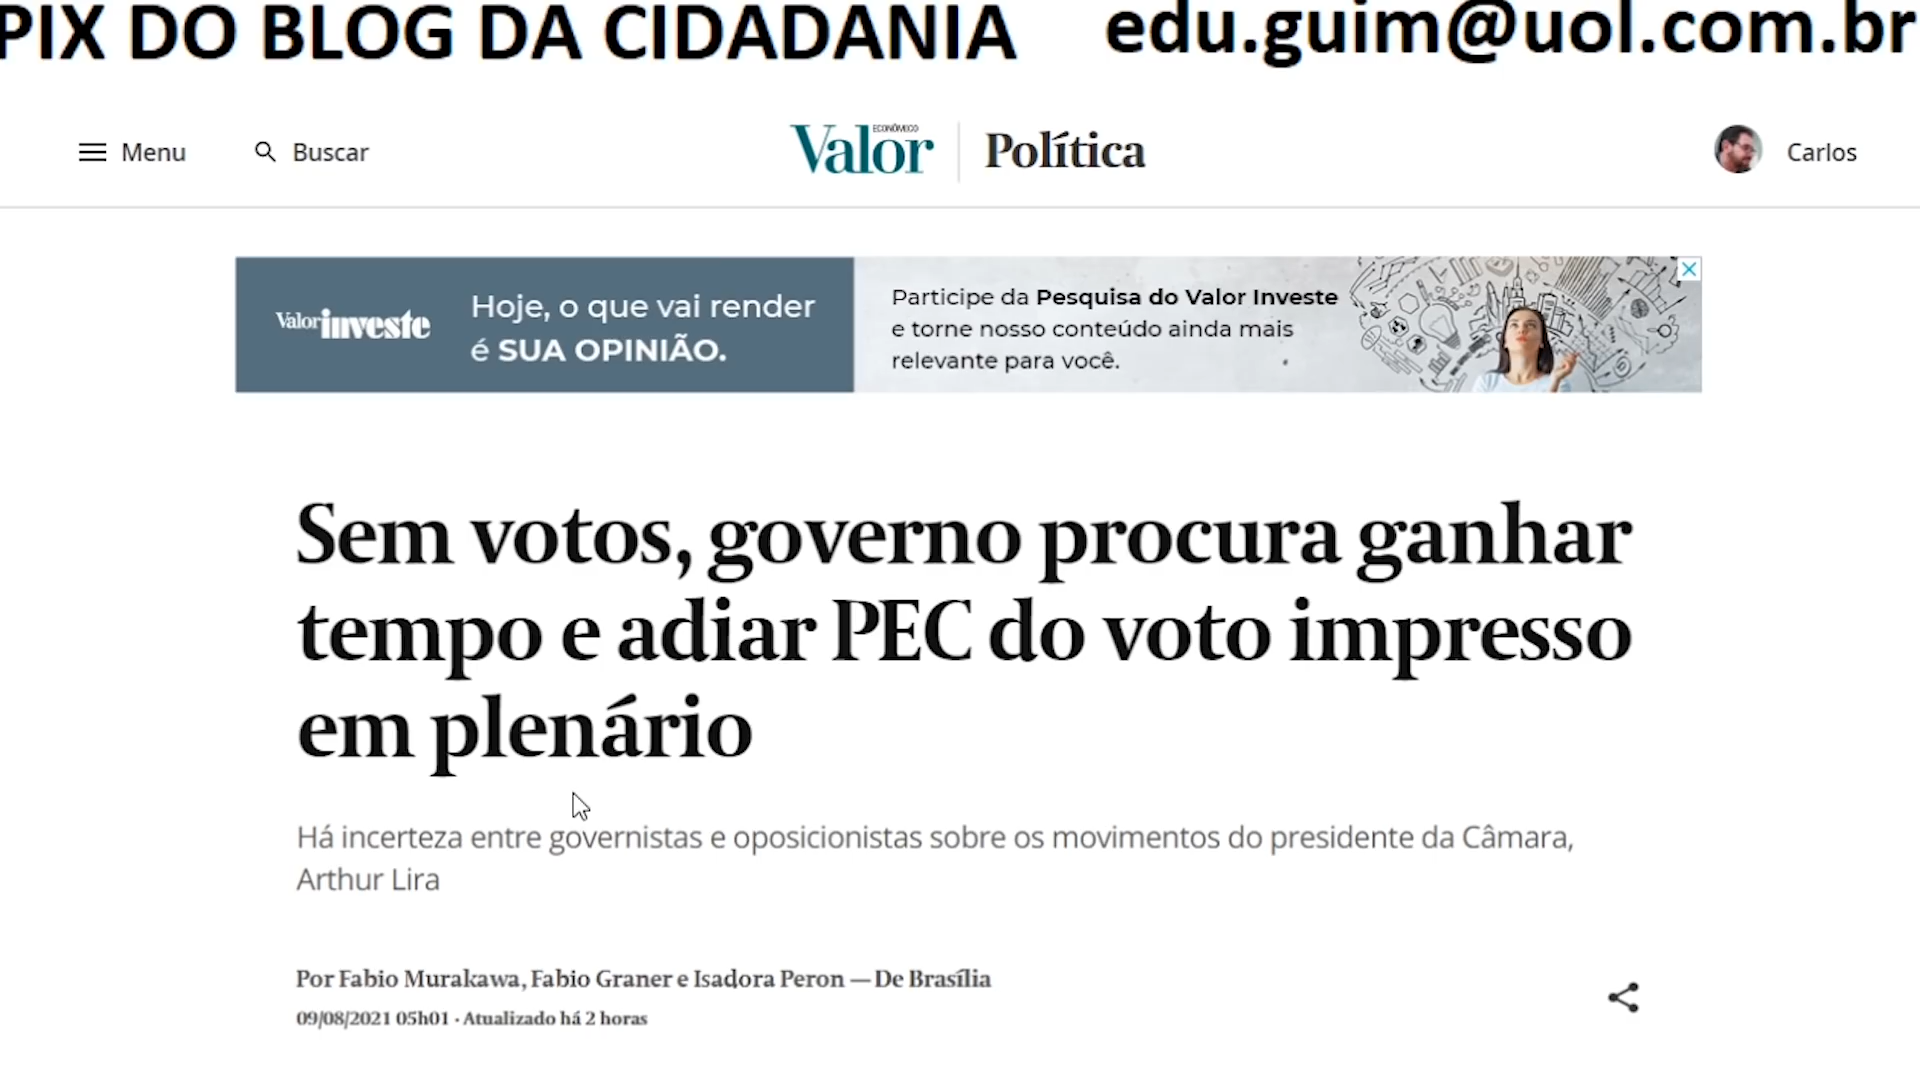 PIX DO BLOG DA CIDADANIA edu.guim@uol.com.br
Menu Buscar Valor ECONÔMICO Política Carlos
Valor investe
Hoje, o que vai render
é SUA OPINIÃO.
Participe da Pesquisa do Valor Investe
e torne nosso conteúdo ainda mais
relevante para você.
Sem votos, governo procura ganhar
tempo e adiar PEC do voto impresso
em plenário
Há incerteza entre governistas e oposicionistas sobre os movimentos do presidente da Câmara,
Arthur Lira
Por Fabio Murakawa, Fabio Graner e Isadora Peron — De Brasília
09/08/2021 05h01 · Atualizado há 2 horas